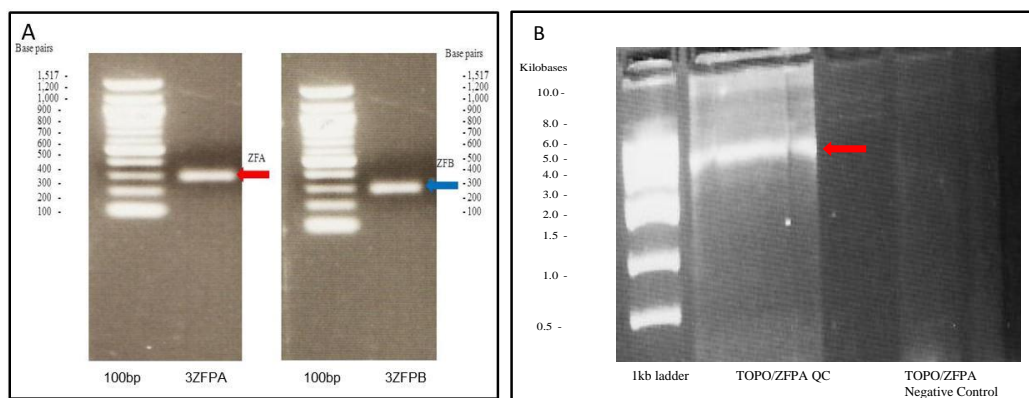 A
Base pairs
1,517 -
1,200 -
1,000 -
900 -
800 -
700 -
600 -
500 -
400 -
300 -
200 -
100 -
ZFA
100bp
3ZFPA
Base pairs
-1,517
-1,200
-1,000
-900
-800
-700
-600
-500
-400
-300
-200
-100
ZFB
100bp
3ZFPB
B
Kilobases
10.0 -
8.0 -
6.0 -
5.0 -
4.0 -
3.0 -
2.0 -
1.5 -
1.0 -
0.5 -
1kb ladder
TOPO/ZFPA QC
TOPO/ZFPA
Negative Control